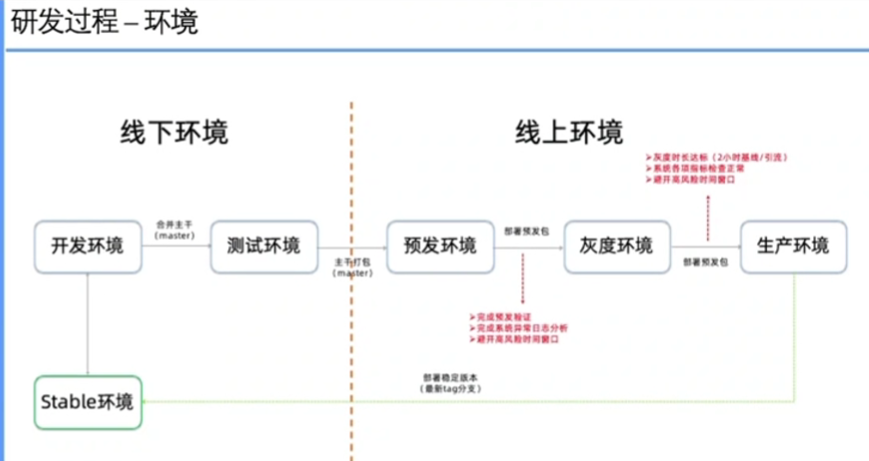 研发过程 – 环境
线下环境
线上环境
➢灰度时长达标（2小时基线/引流）
➢系统各项指标检查正常
➢避开高风险时间窗口
开发环境
合并主干
（master）
测试环境
主干打包
（master）
预发环境
部署预发包
灰度环境
部署预发包
生产环境
➢完成预发验证
➢完成系统异常日志分析
➢避开高风险时间窗口
Stable环境
部署稳定版本
（最新tag分支）